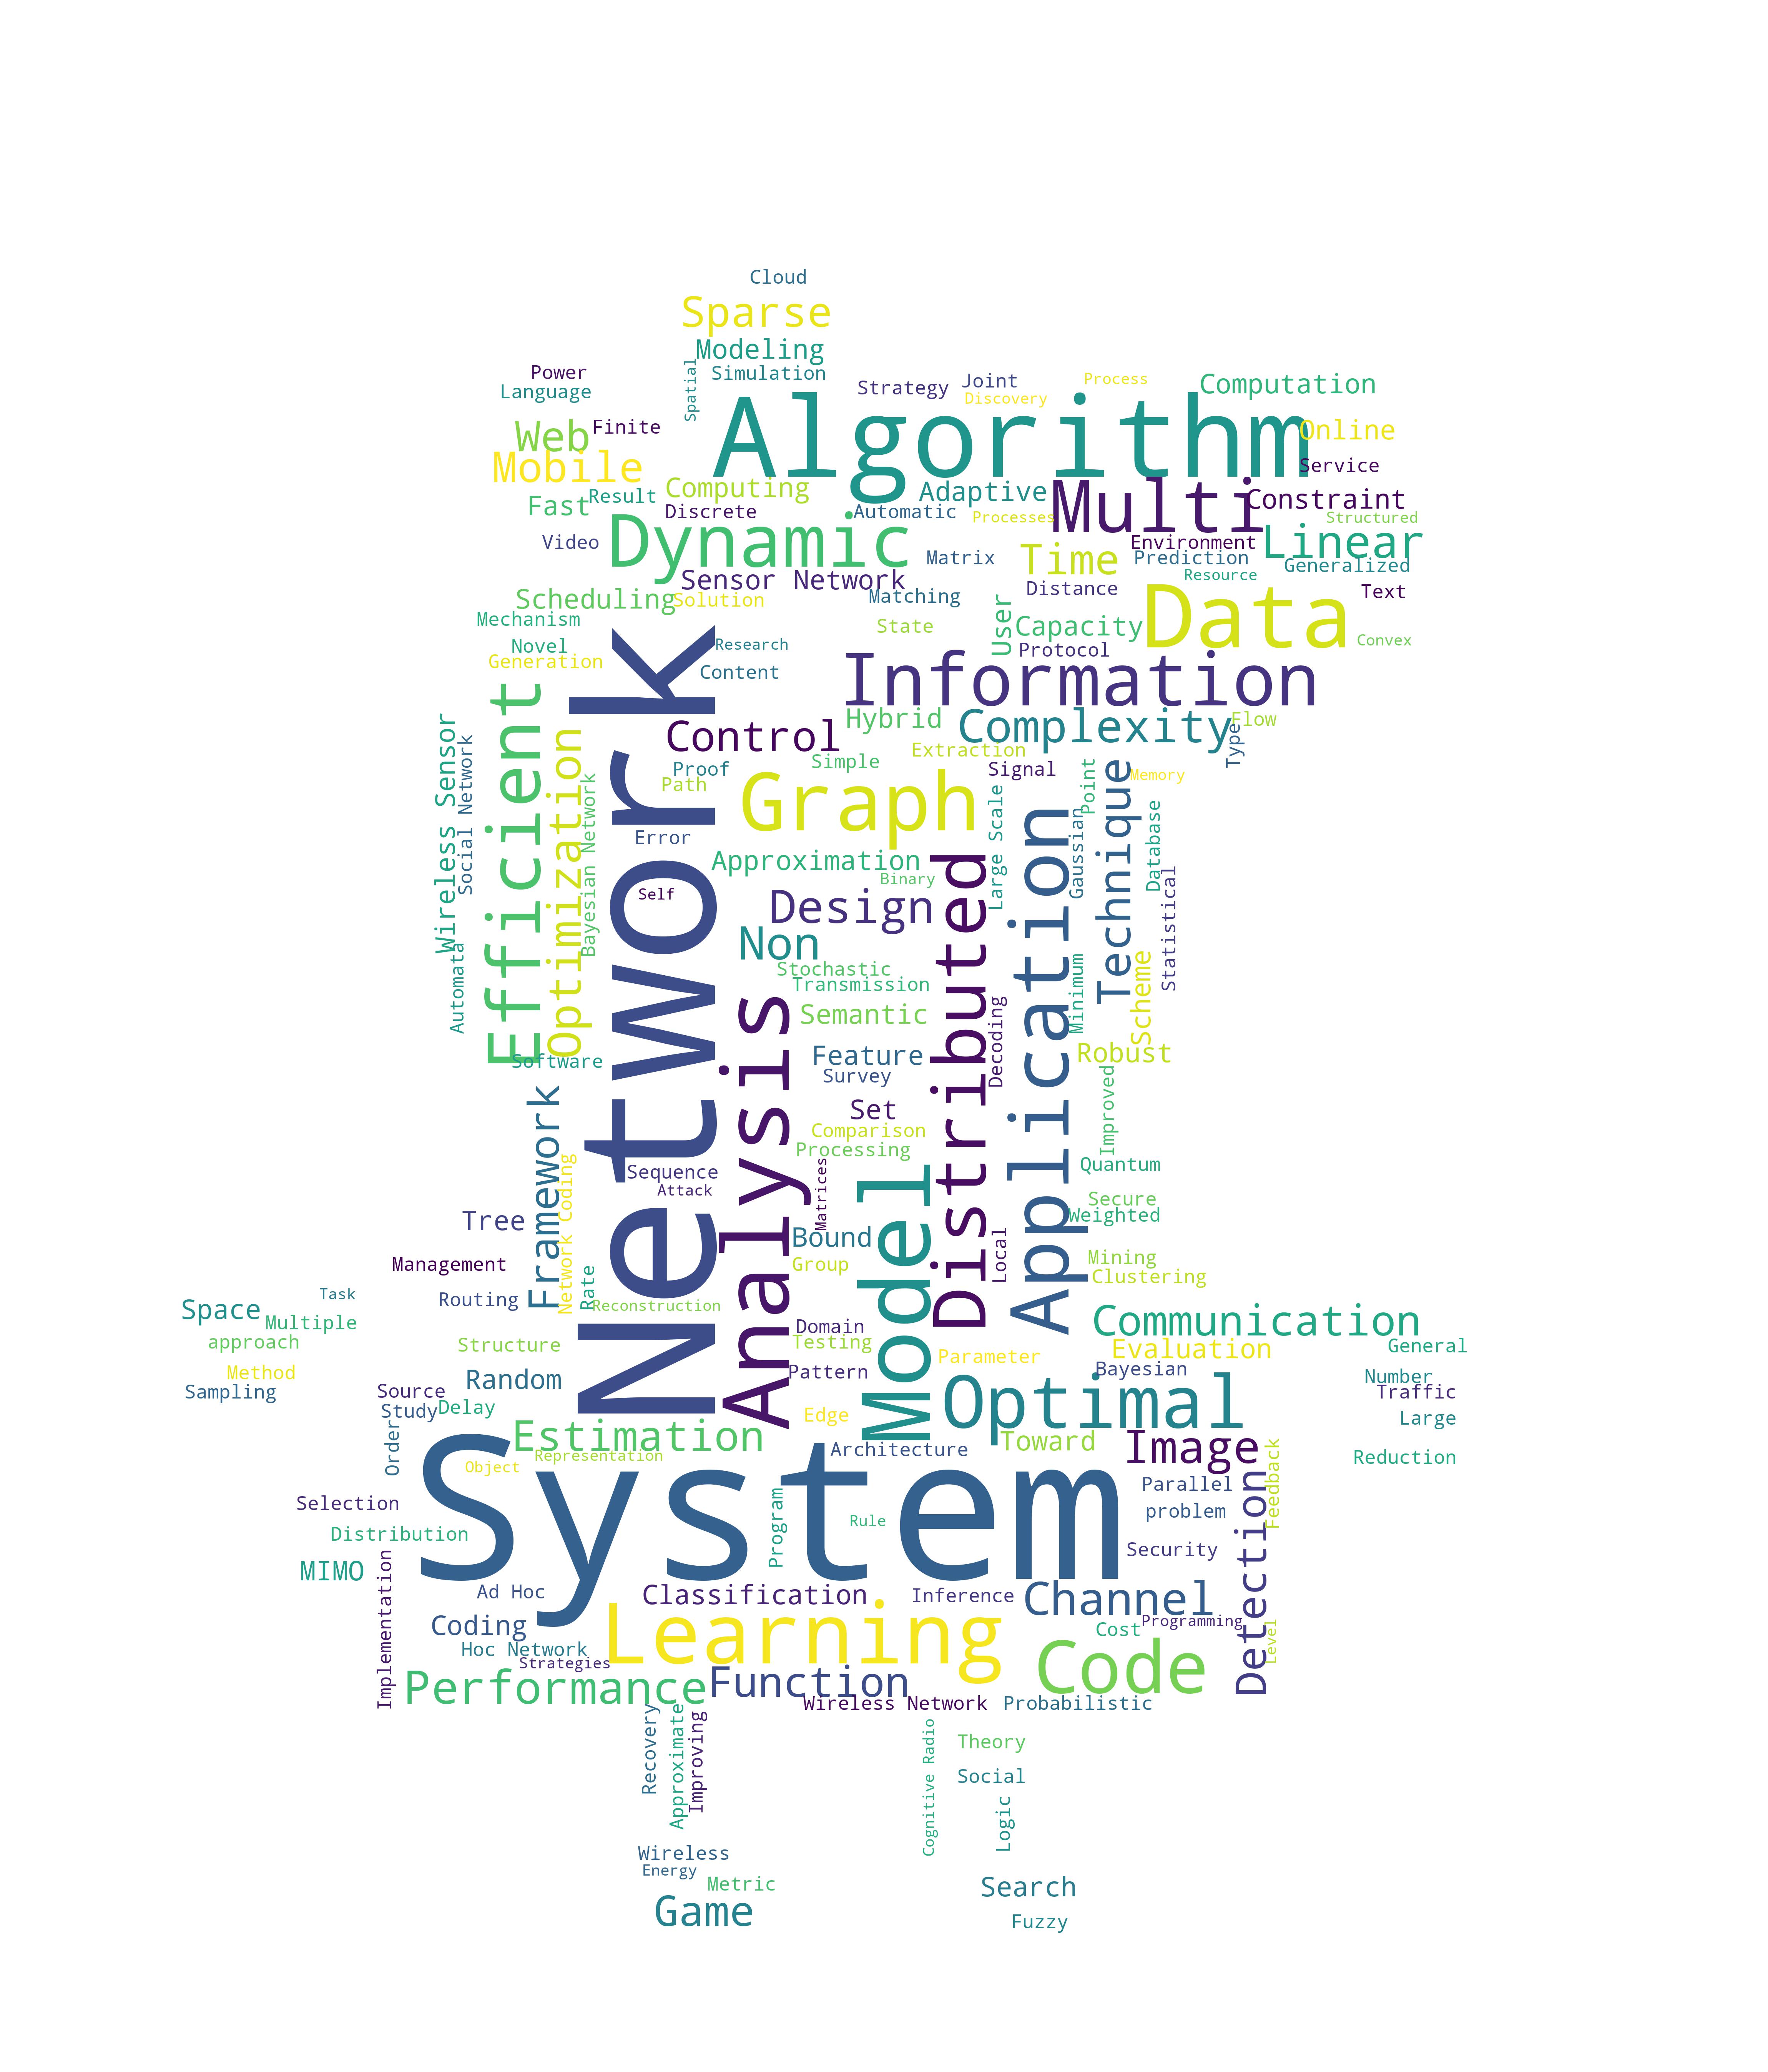 Cloud
Sparse
Modeling
Spatial
Simulation
Power
Language
Strategy
Joint
Process
Discovery
Computation
Algorithm
Web
Finite
Online
Mobile
Service
Fast
Result
Computing
Adaptive
Multi
Constraint
Discrete
Automatic
Processes
Structured
Video
Dynamic
Matrix
Time
Environment
Linear
Prediction
Generalized
Resource
Sensor Network
Distance
Text
Scheduling
Solution
Matching
User
Data
Mechanism
State
Capacity
Convex
Novel
Research
Protocol
Generation
Content
Information
Network
Efficient
Wireless Sensor
Social Network
Optimization
Bayesian Network
Control
Hybrid
Complexity
Flow
Type
Extraction
Proof
Simple
Signal
Path
Graph
Point
Technique
Memory
Large Scale
Error
Gaussian
Database
Application
Approximation
Binary
Distributed
Self
Statistical
Design
Non
Automata
Stochastic
Transmission
Minimum
Scheme
Analysis
Semantic
Decoding
Software
Feature
Robust
Survey
Improved
Framework
Set
Comparison
Processing
Network Coding
Sequence
Attack
Matrices
Model
Quantum
Secure
Weighted
Tree
Bound
Local
Management
Group
Mining
Clustering
Rate
Task
Space
Multiple
Routing
Reconstruction
Communication
approach
Structure
Domain
Testing
Evaluation
General
Parameter
Method
Sampling
Random
Pattern
Bayesian
Number
Source
Traffic
Study
Delay
Optimal
Edge
Large
Order
Estimation
Architecture
Toward
Image
Representation
Reduction
Object
Feedback
System
Parallel
Selection
problem
Program
Rule
Distribution
Detection
Security
MIMO
Implementation
Ad Hoc
Classification
Inference
Channel
Coding
Learning
Programming
Cost
Level
Hoc Network
Strategies
Code
Performance
Function
Wireless Network
Probabilistic
Recovery
Approximate
Improving
Cognitive Radio
Theory
Social
Logic
Wireless
Energy
Metric
Search
Game
Fuzzy